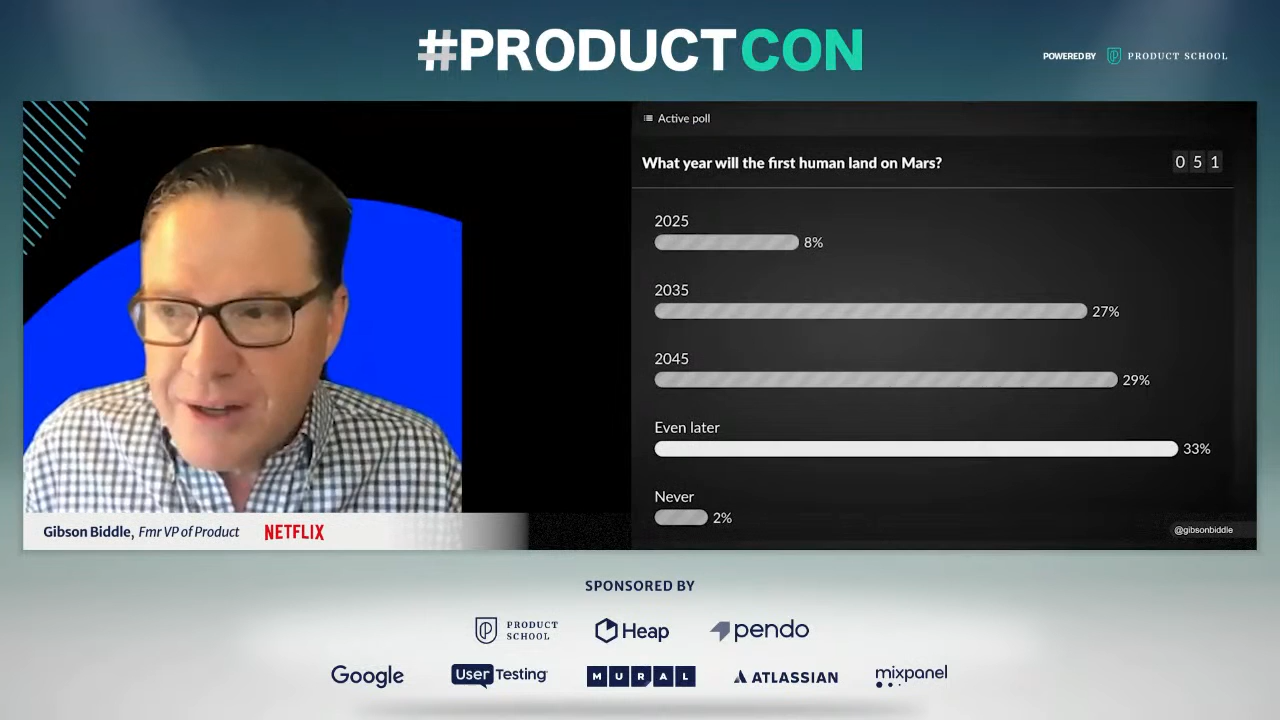 #PRODUCTCON
POWERED BY PRODUCT SCHOOL
Active poll
What year will the first human land on Mars?
0 5 1
2025
8%
2035
27%
2045
29%
Even later
33%
Never
2%
@gibsonbiddle
Gibson Biddle, Fmr VP of Product NETFLIX
SPONSORED BY
PRODUCT SCHOOL
Heap
pendo
Google
UserTesting
MURAL
ATLASSIAN
mixpanel